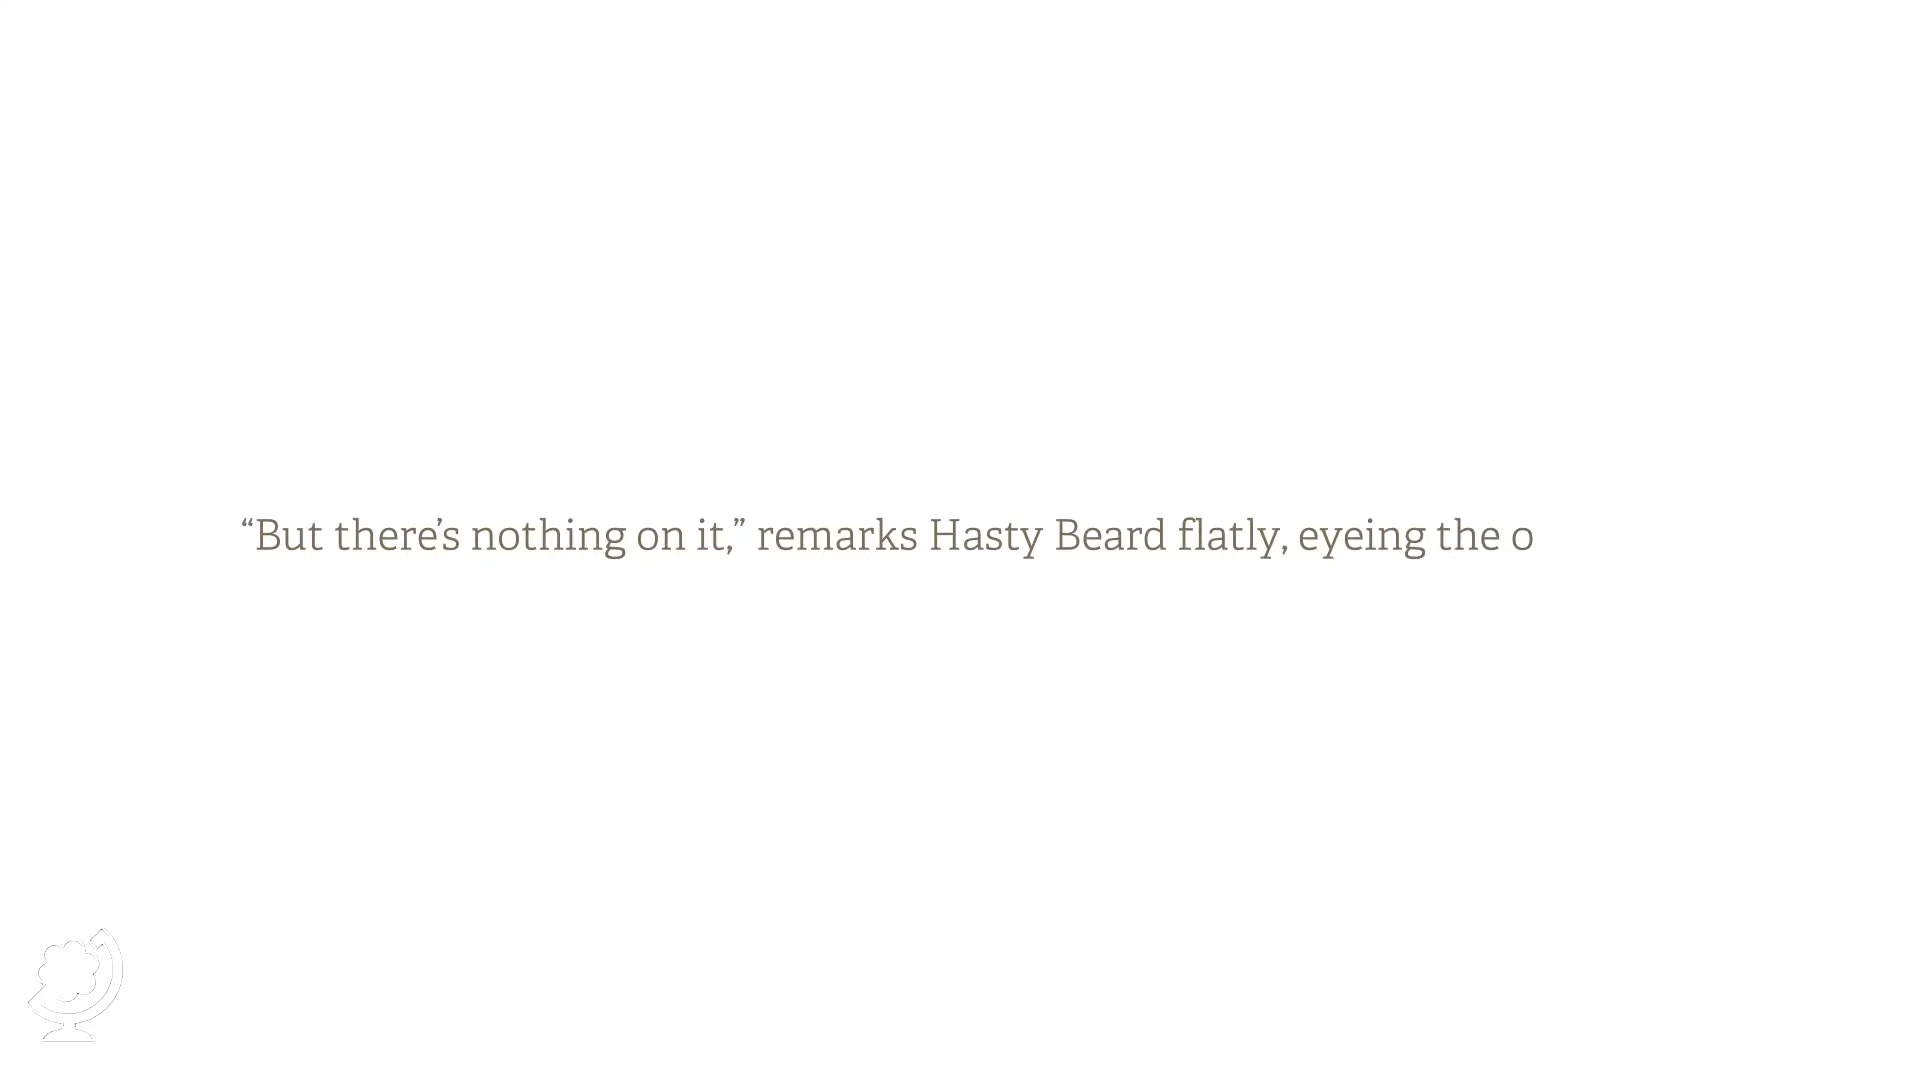 “But there’s nothing on it,” remarks Hasty Beard flatly, eyeing the o